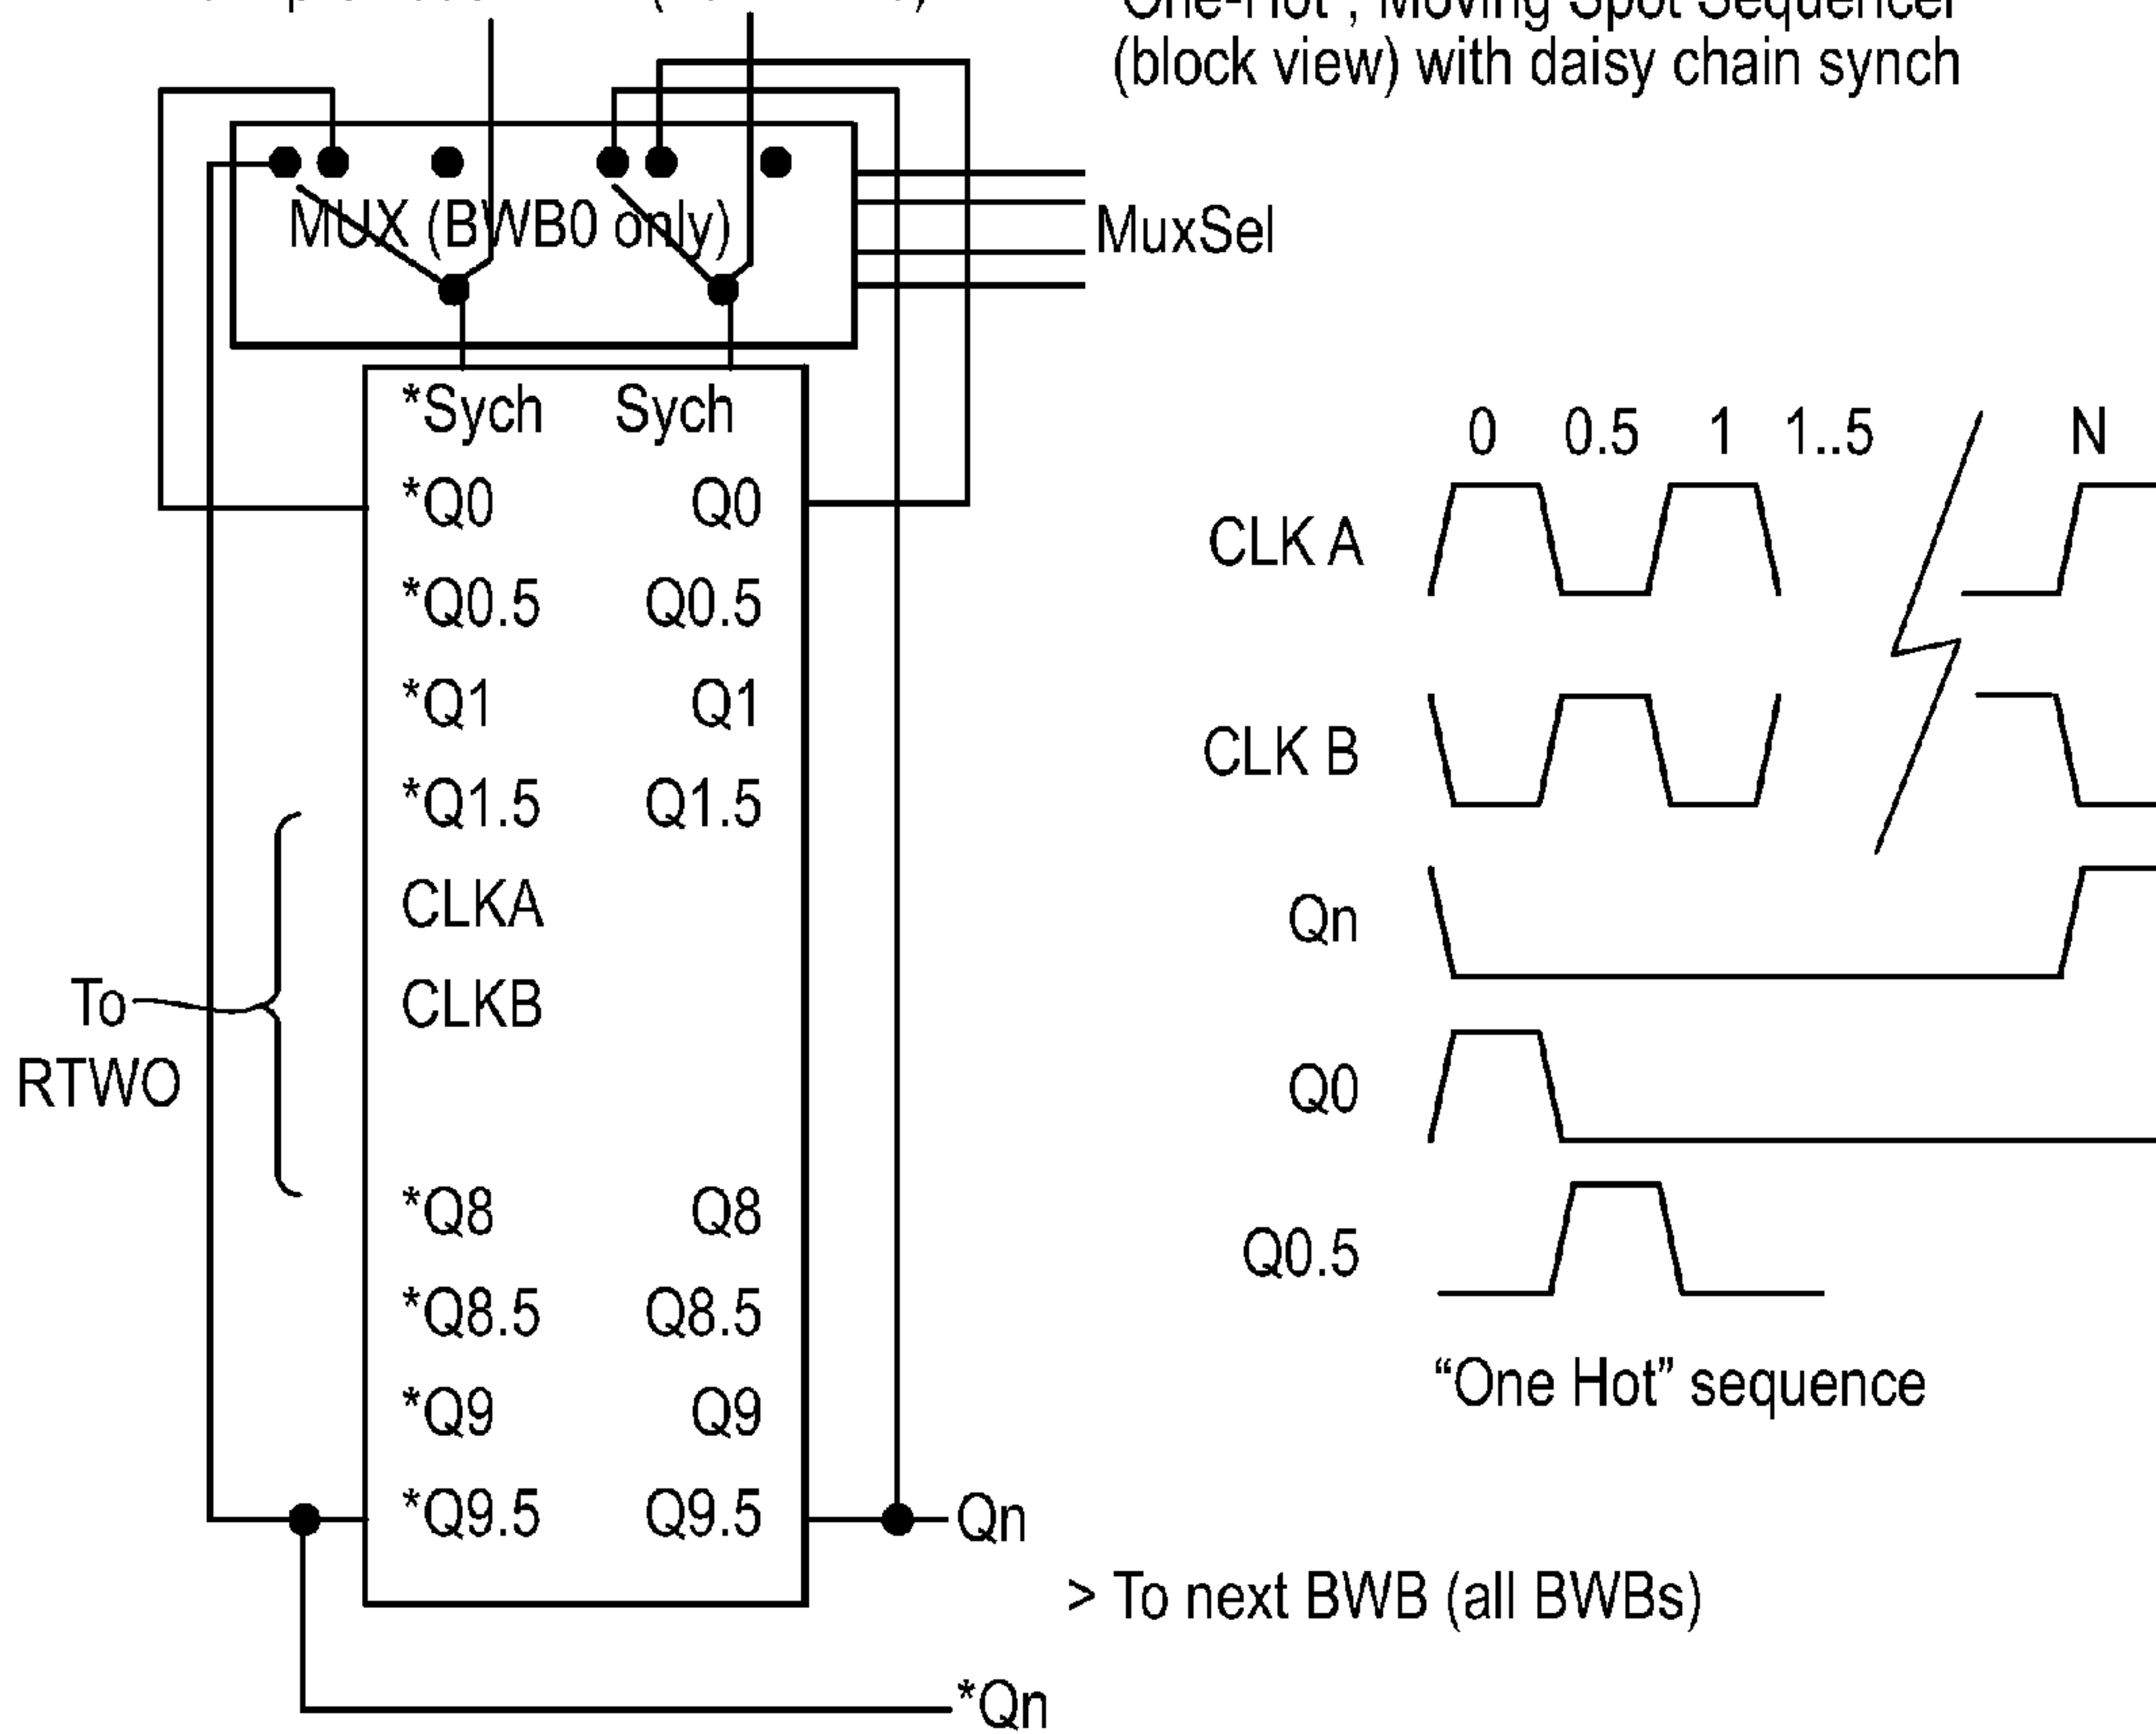 "One-Hot", Moving Spot Sequencer
(block view) with daisy chain synch
MUX (BWB0 only)
MuxSel
*Sych Sych
*Q0 Q0
*Q0.5 Q0.5
*Q1 Q1
*Q1.5 Q1.5
CLKA
CLKB
To
RTWO
*Q8 Q8
*Q8.5 Q8.5
*Q9 Q9
*Q9.5 Q9.5
Qn
> To next BWB (all BWBs)
*Qn
0 0.5 1 1..5 N
CLK A
CLK B
Qn
Q0
Q0.5
“One Hot” sequence